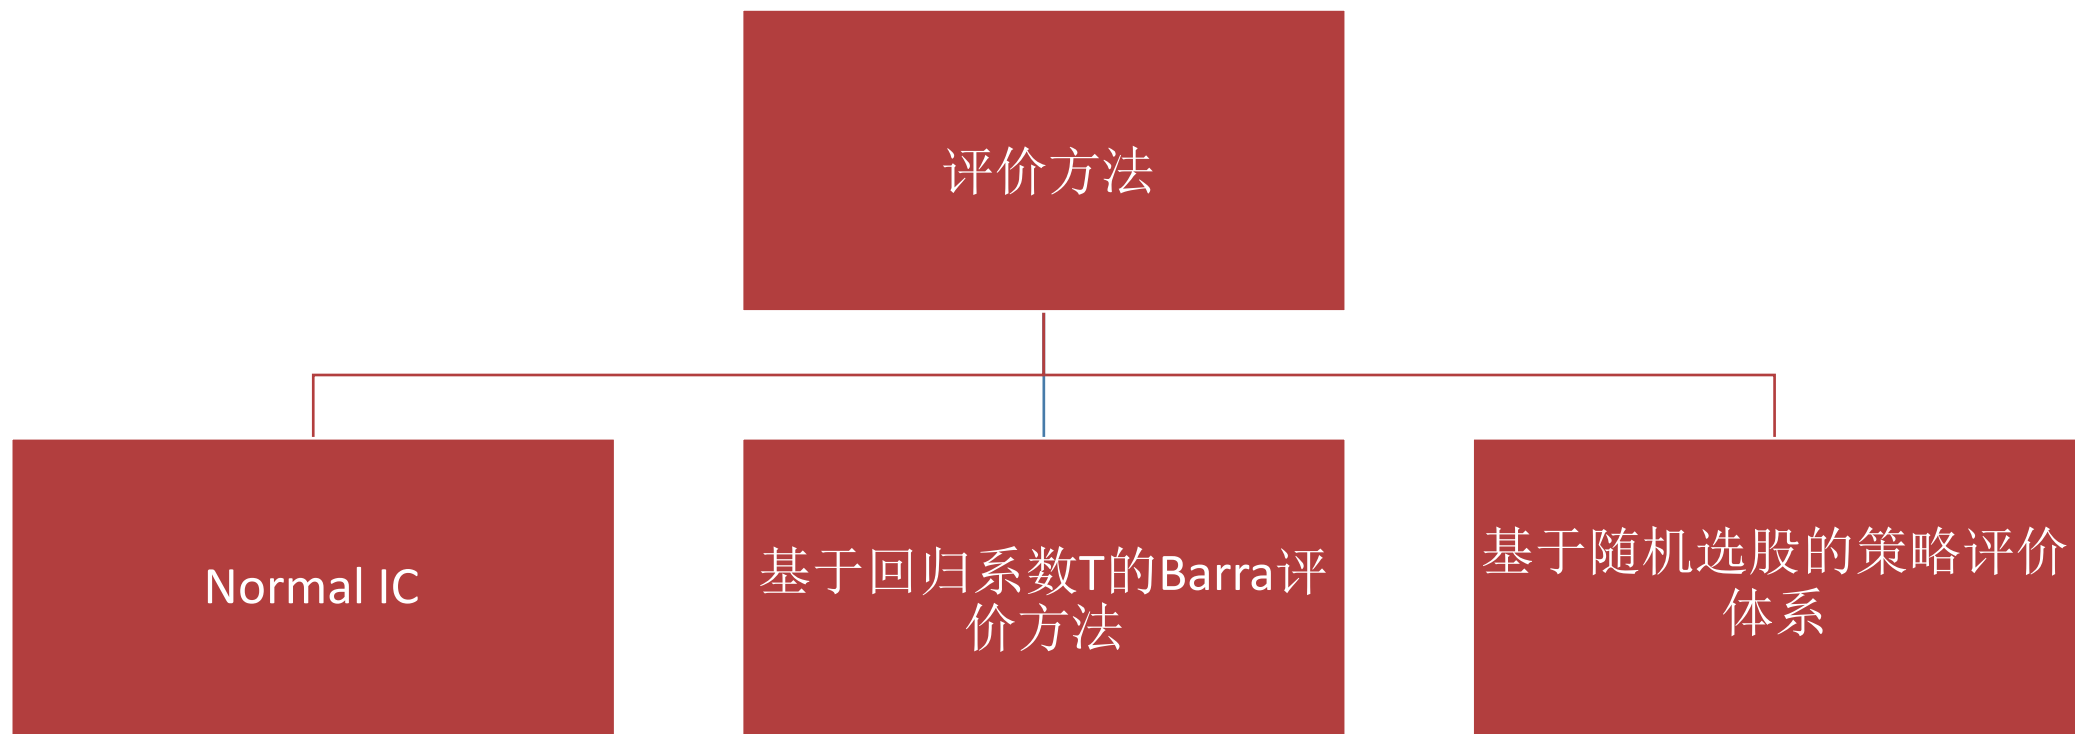 评价方法
Normal IC
基于回归系数T的Barra评
价方法
基于随机选股的策略评价
体系